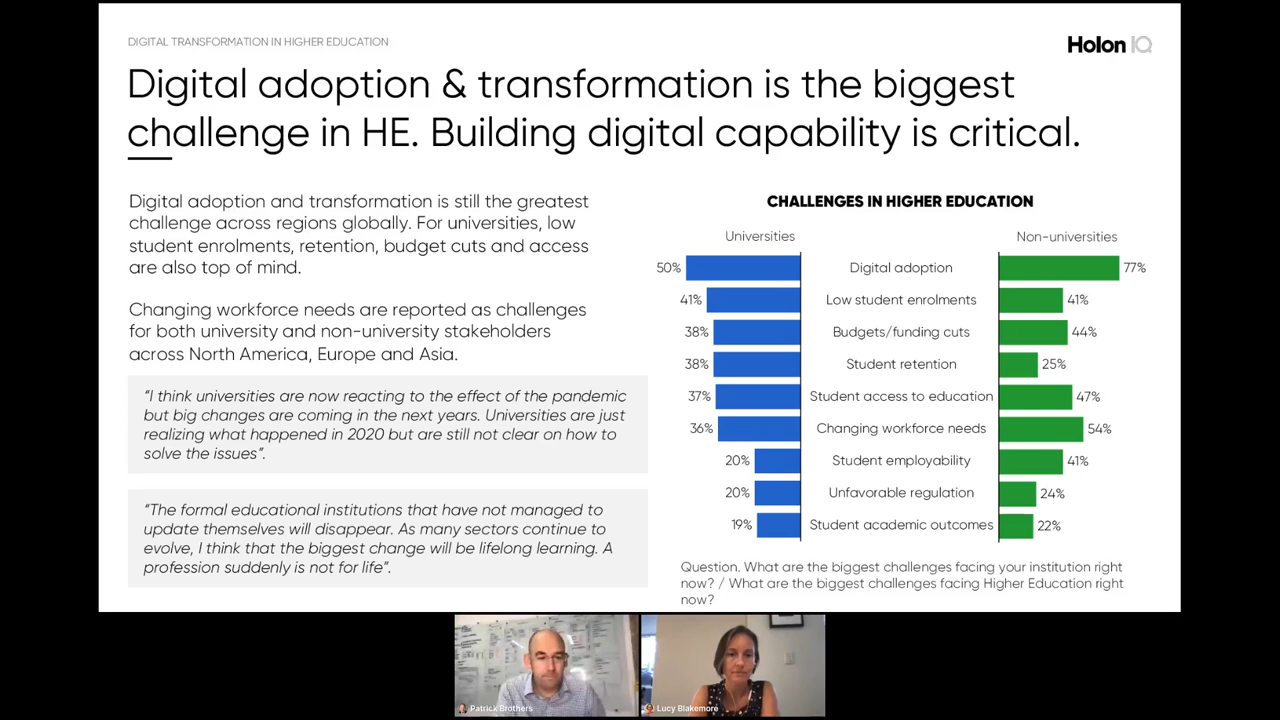 DIGITAL TRANSFORMATION IN HIGHER EDUCATION
Holon IQ
Digital adoption & transformation is the biggest
challenge in HE. Building digital capability is critical.
Digital adoption and transformation is still the greatest
challenge across regions globally. For universities, low
student enrolments, retention, budget cuts and access
are also top of mind.
Changing workforce needs are reported as challenges
for both university and non-university stakeholders
across North America, Europe and Asia.
“I think universities are now reacting to the effect of the pandemic
but big changes are coming in the next years. Universities are just
realizing what happened in 2020 but are still not clear on how to
solve the issues”.
“The formal educational institutions that have not managed to
update themselves will disappear. As many sectors continue to
evolve, I think that the biggest change will be lifelong learning. A
profession suddenly is not for life”.
CHALLENGES IN HIGHER EDUCATION
Universities Non-universities
50% Digital adoption 77%
41% Low student enrolments 41%
38% Budgets/funding cuts 44%
38% Student retention 25%
37% Student access to education 47%
36% Changing workforce needs 54%
20% Student employability 41%
20% Unfavorable regulation 24%
19% Student academic outcomes 22%
Question. What are the biggest challenges facing your institution right
now? / What are the biggest challenges facing Higher Education right
now?
Patrick Brothers
Lucy Blakemore